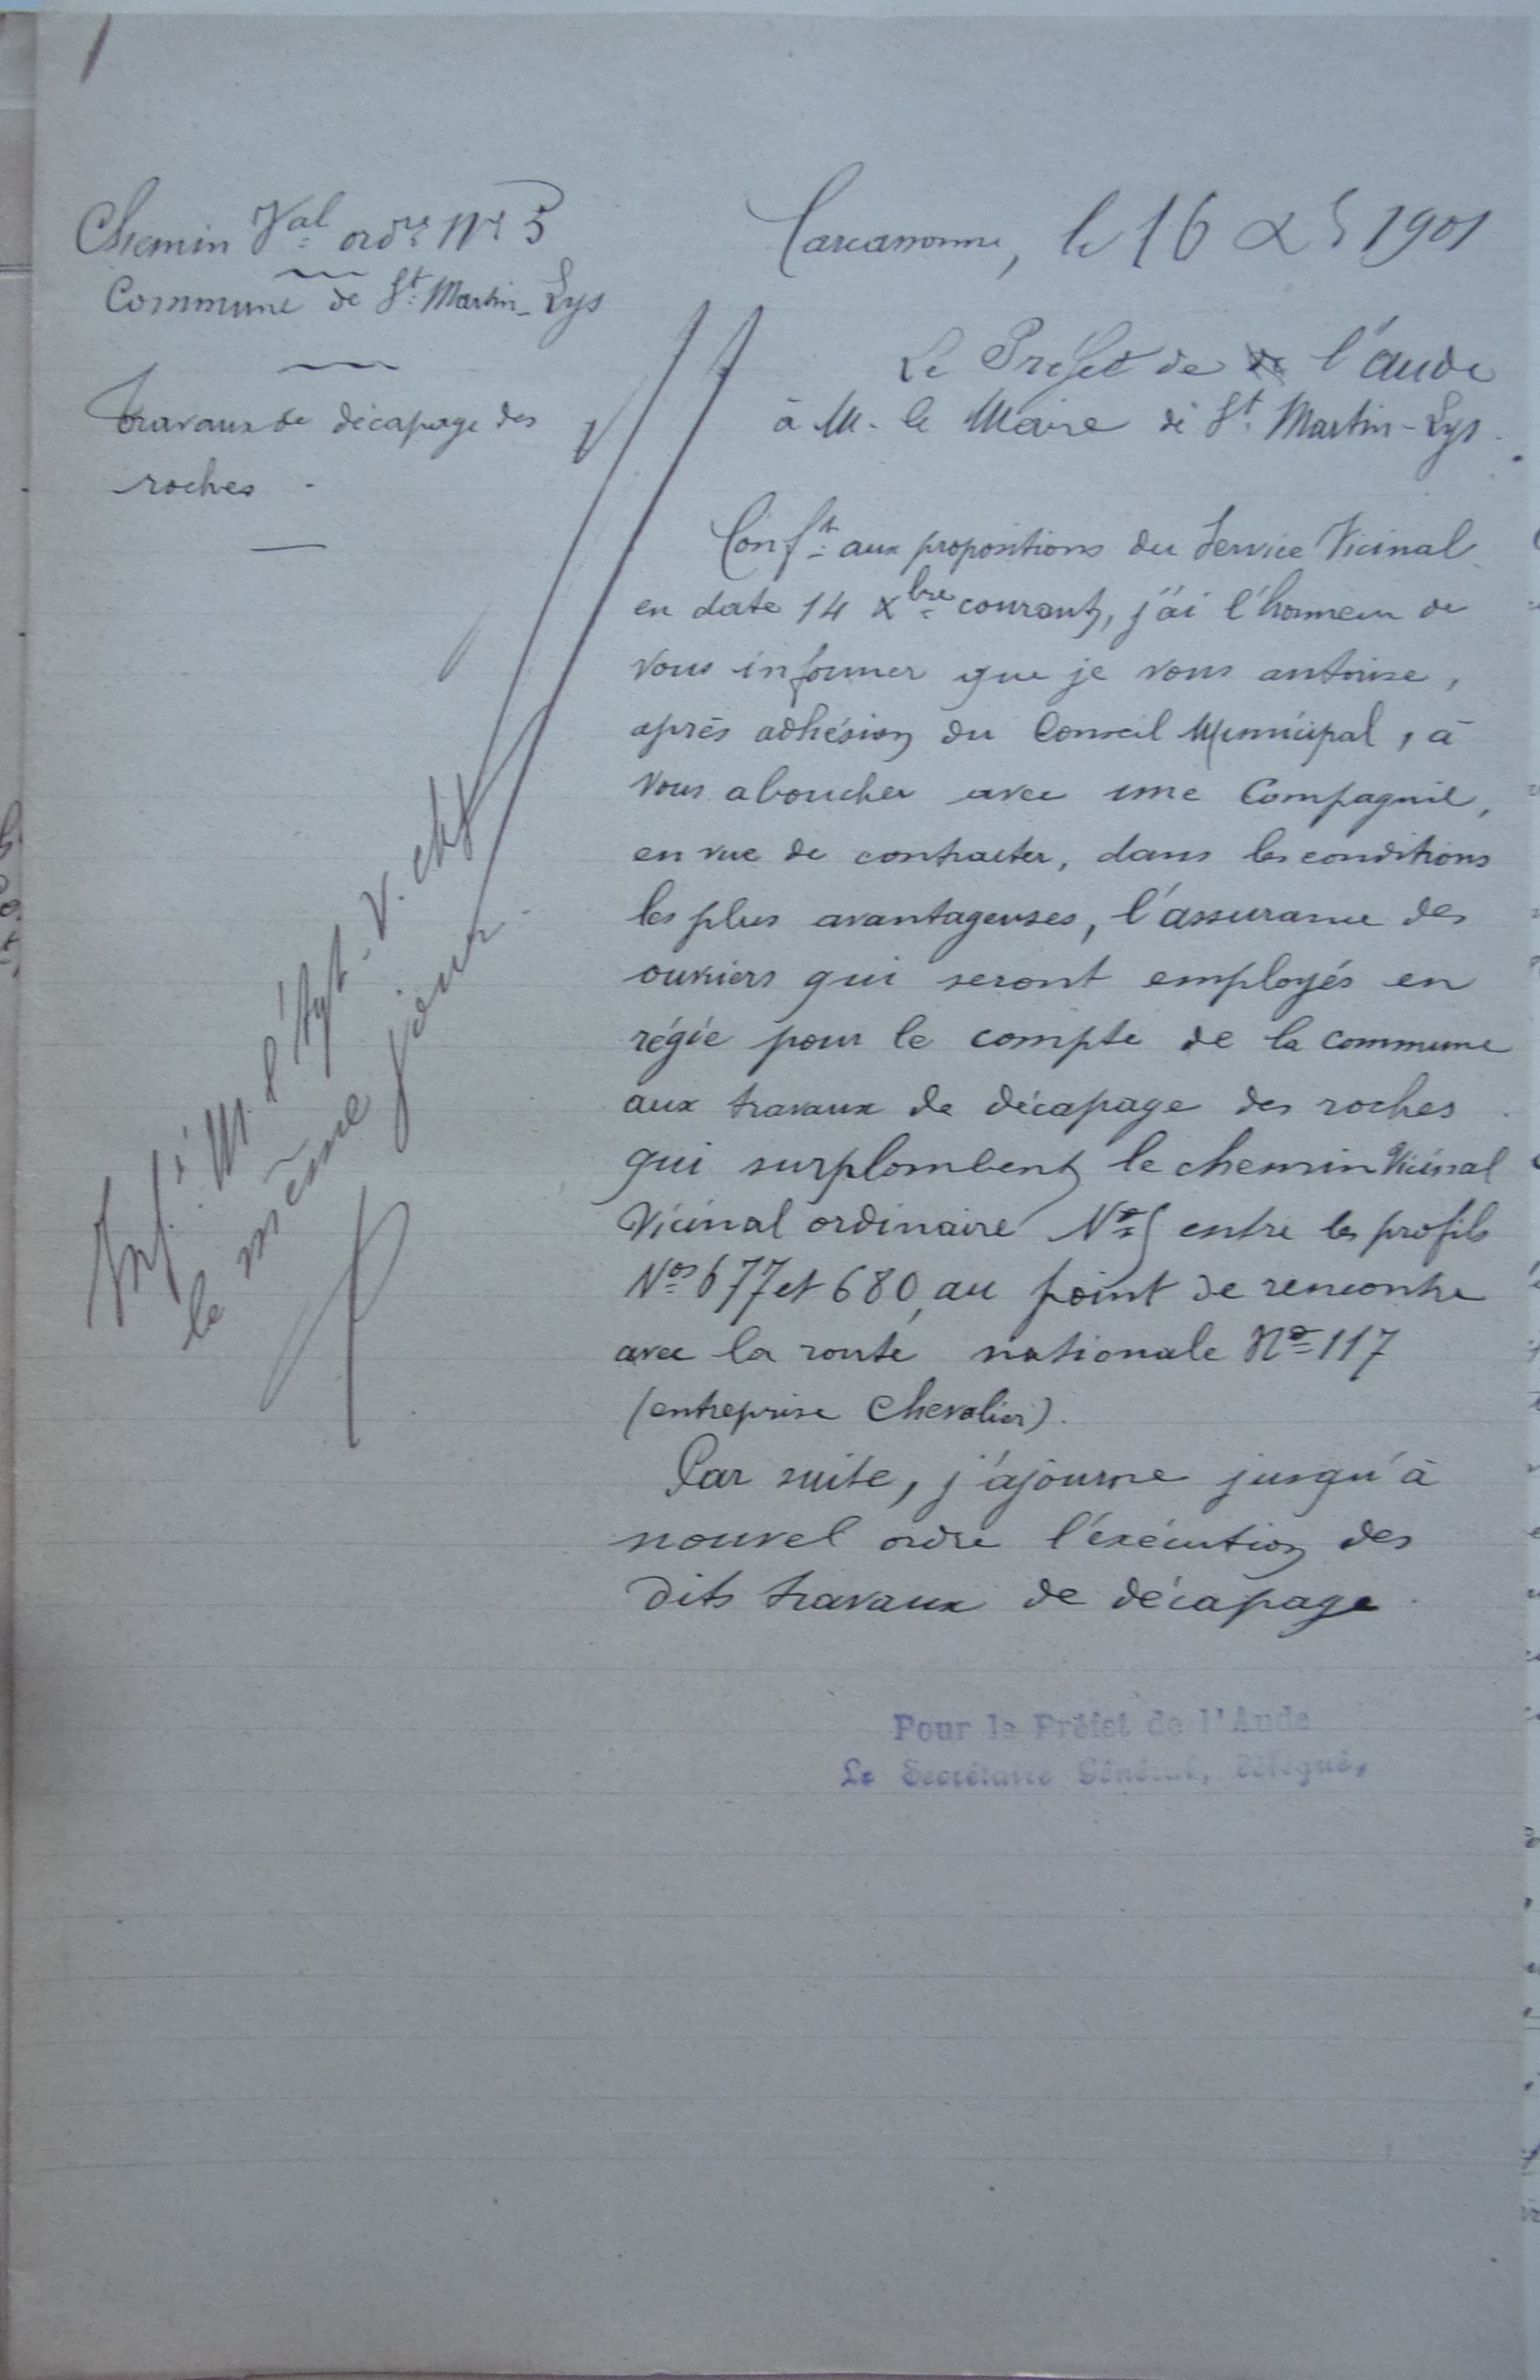 Chemin Val ordre No 5
Commune de St Martin-Lys
Travaux de décapage des
roches.
Carcassonne, le 16 Xbre 1901
Le Préfet de l'aude
à M. le Maire de St Martin-Lys.
Conft aux propositions du Service Vicinal
en date 14 Xbre courant, j'ai l'honneur de
vous informer que je vous autorise,
après adhésion du Conseil Municipal, à
vous aboucher avec une Compagnie,
en vue de contracter, dans les conditions
les plus avantageuses, l'assurance des
ouvriers qui seront employés en
régie pour le compte de la commune
aux travaux de décapage des roches
qui surplombent le chemin Vicinal
Vicinal ordinaire No 5 entre les profils
Nos 677 et 680, au point de rencontre
avec la route nationale No 117
(entreprise Chevalier).
Par suite, j'ajourne jusqu'à
nouvel ordre l'éxécution des
dits travaux de décapage.
M. l'Agt-V. chf
le même jour.
Pour le Préfet de l'Aude
Le Secrétaire Général, délégué,